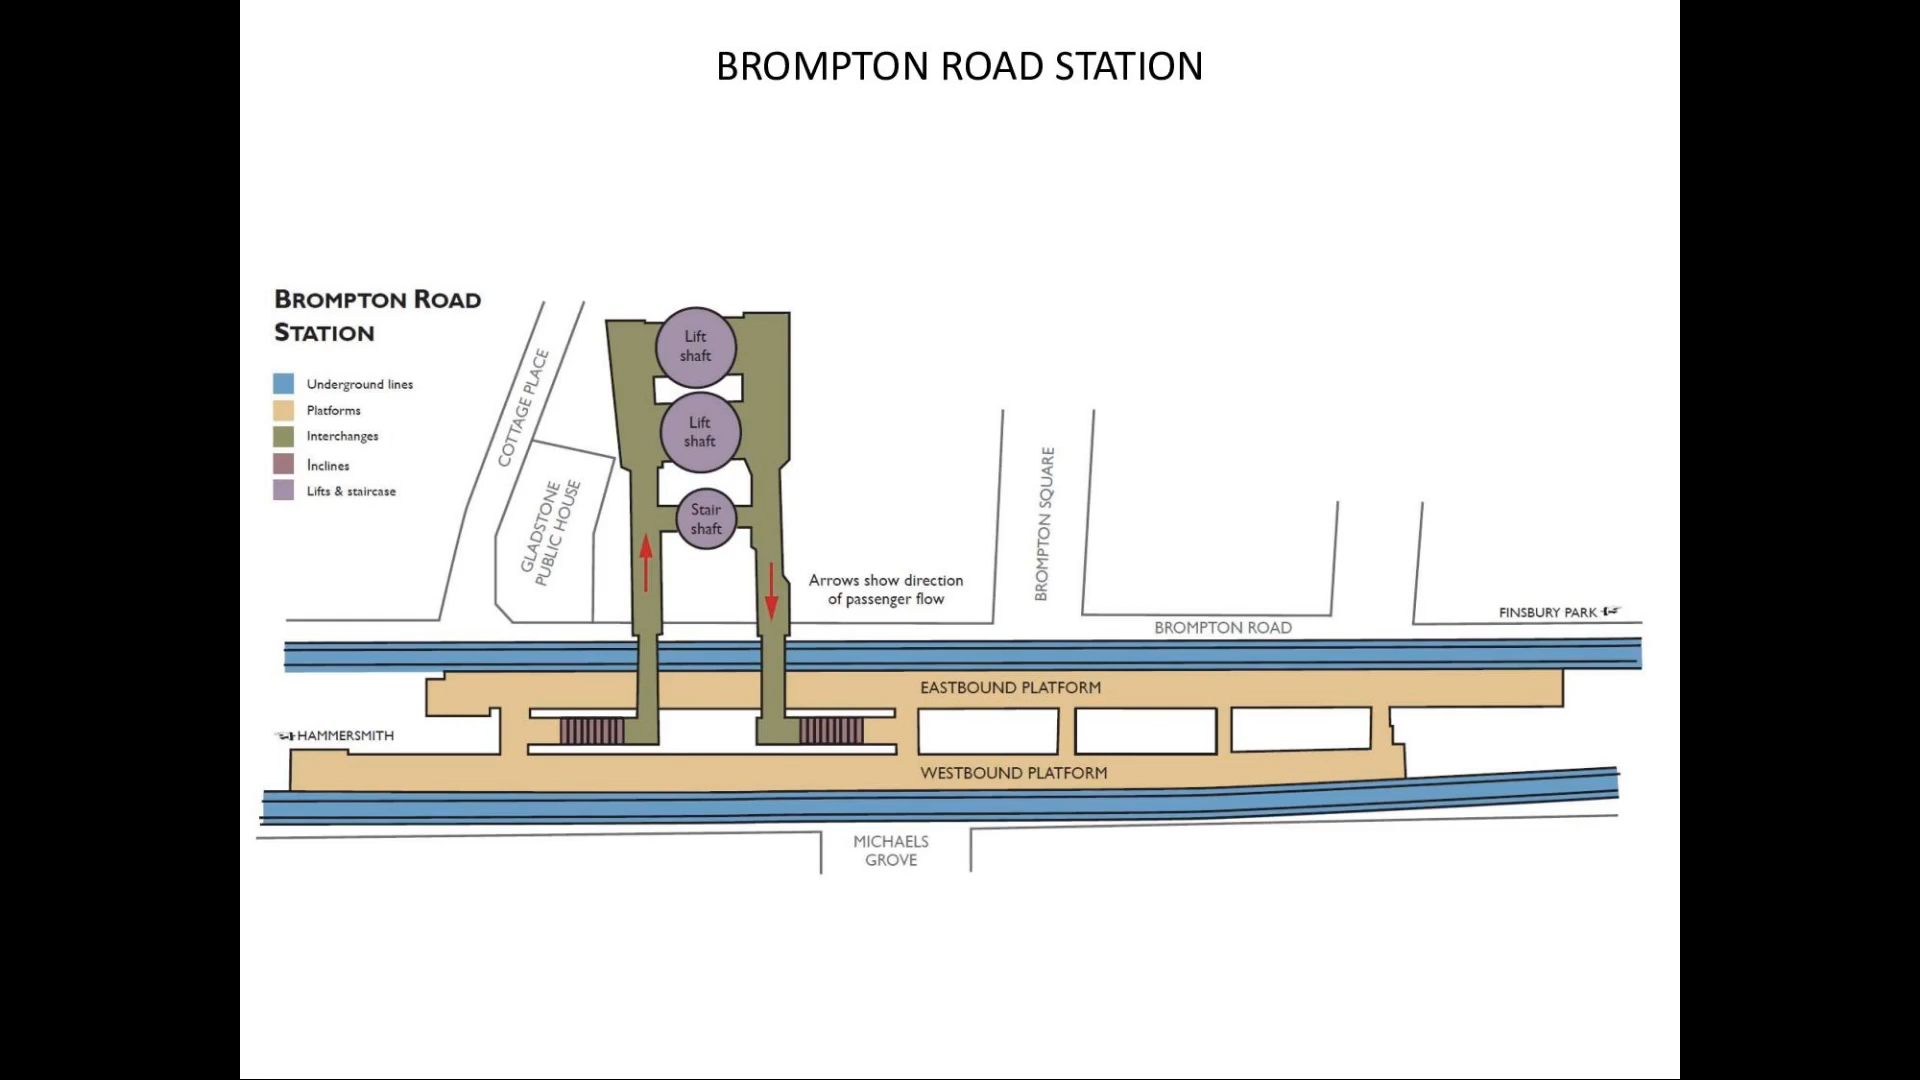 BROMPTON ROAD STATION
BROMPTON ROAD
STATION
Underground lines
Platforms
Interchanges
Inclines
Lifts & staircase
COTTAGE PLACE
GLADSTONE
PUBLIC HOUSE
Lift
shaft
Lift
shaft
Stair
shaft
Arrows show direction
of passenger flow
BROMPTON SQUARE
BROMPTON ROAD
FINSBURY PARK
EASTBOUND PLATFORM
HAMMERSMITH
WESTBOUND PLATFORM
MICHAELS
GROVE